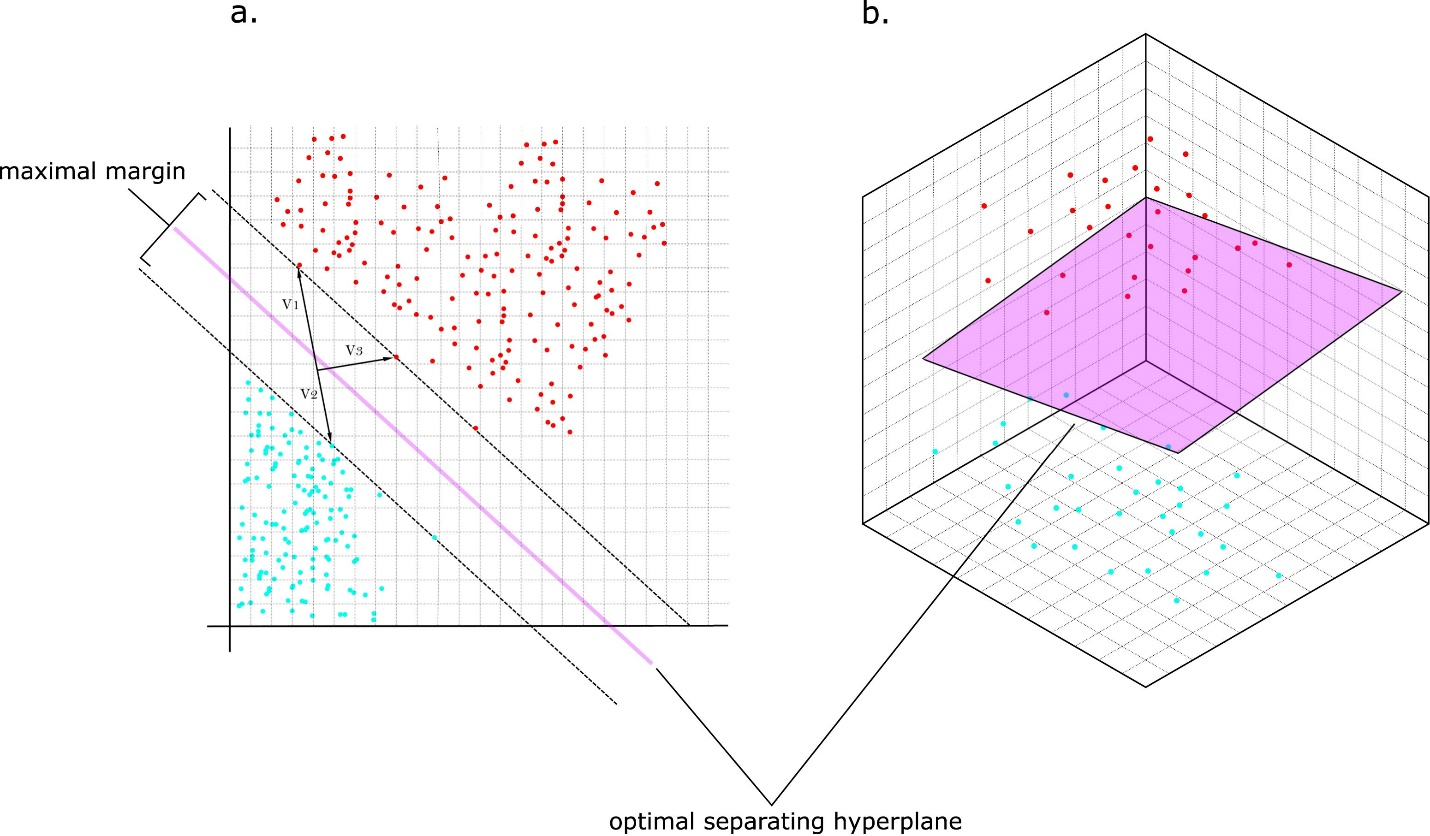 a.
b.
maximal margin
V1
V3
V2
optimal separating hyperplane